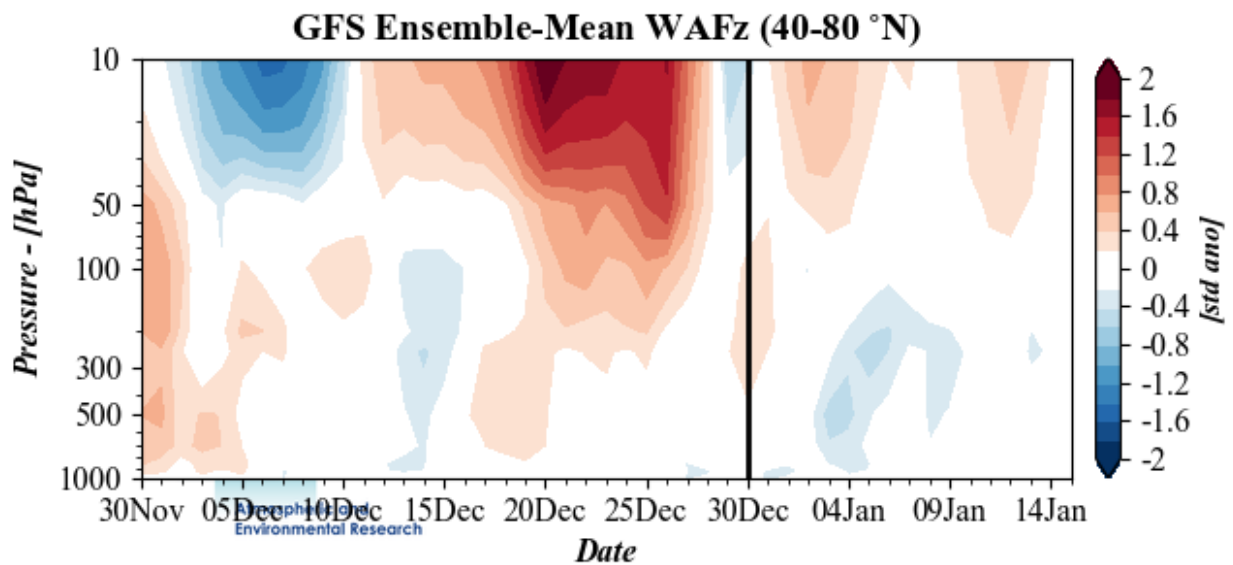 GFS Ensemble-Mean WAFz (40-80 ˚N)
10
50
100
300
500
1000
Pressure - [hPa]
30Nov 05Dec 10Dec 15Dec 20Dec 25Dec 30Dec 04Jan 09Jan 14Jan
Atmospheric and
Environmental Research
Date
2
1.6
1.2
0.8
0.4
0
-0.4
-0.8
-1.2
-1.6
-2
[std ano]